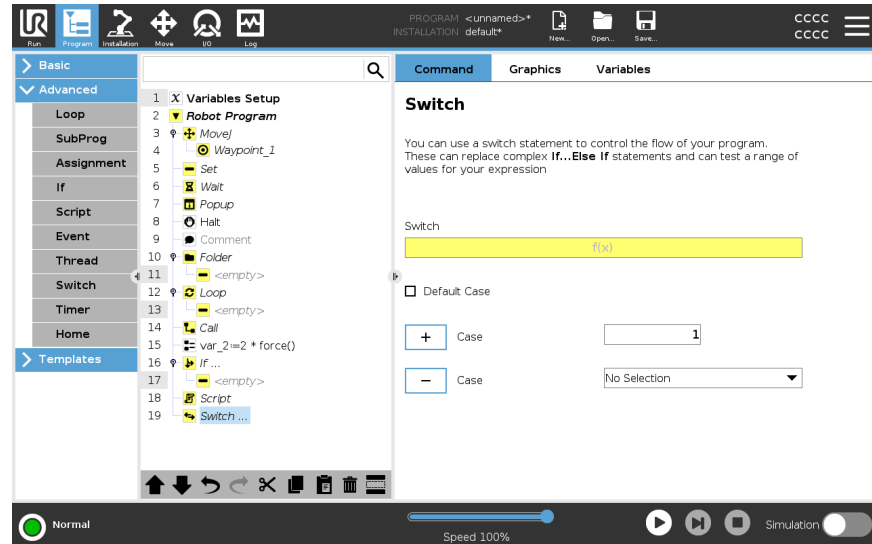 UR
PROGRAM <unnamed>*
INSTALLATION default*
CCCC
CCCC
Run
Program
Installation
Move
I/O
Log
New...
Open...
Save...
Basic
Advanced
Loop
SubProg
Assignment
If
Script
Event
Thread
Switch
Timer
Home
Templates
1 X Variables Setup
2 Robot Program
3 MoveJ
4 Waypoint_1
5 Set
6 Wait
7 Popup
8 Halt
9 Comment
10 Folder
11 <empty>
12 Loop
13 <empty>
14 Call
15 var_2:=2 * force()
16 If ...
17 <empty>
18 Script
19 Switch ...
Command Graphics Variables
Switch
You can use a switch statement to control the flow of your program.
These can replace complex If...Else If statements and can test a range of
values for your expression
Switch
f(x)
Default Case
+ Case 1
− Case No Selection
Normal
Speed 100%
Simulation